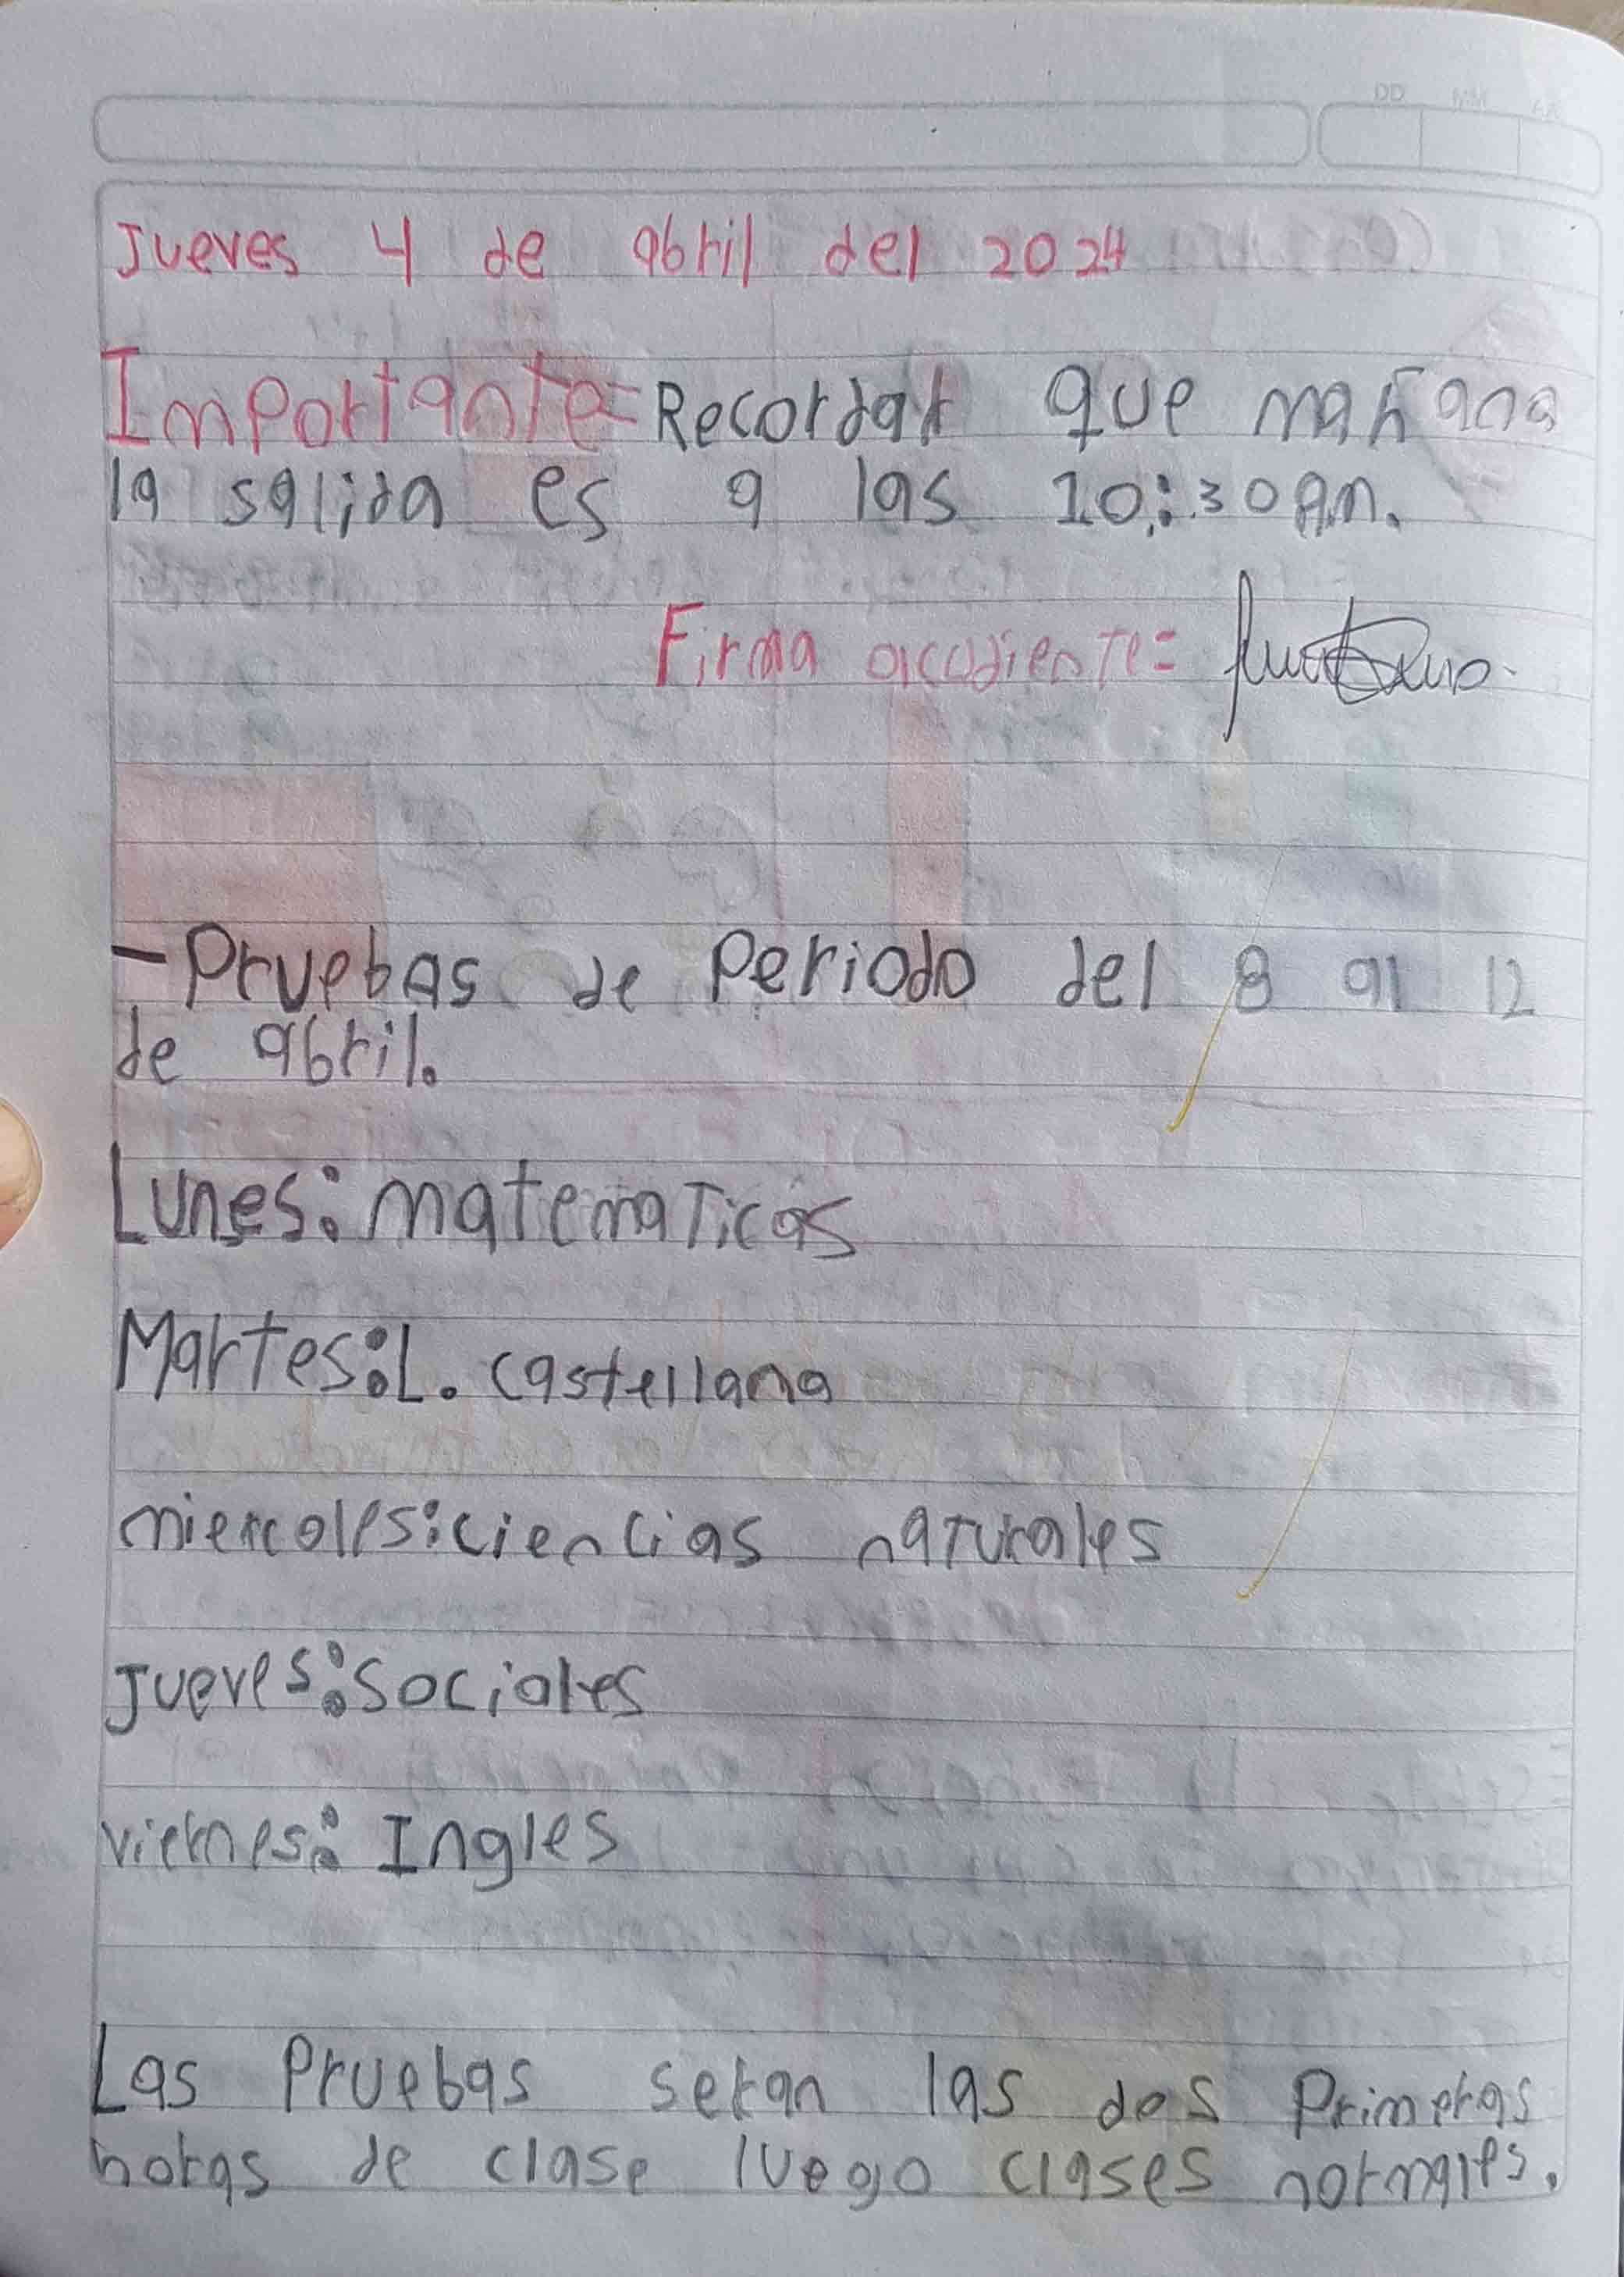 DD MM AA
Jueves 4 de abril del 2024
Importante= Recordar que mañana
la salida es a las 10:30 am.
Firma acudiente=
- Pruebas de Periodo del 8 al 12
de abril.
Lunes: matematicas
Martes: L. castellana
miercoles: ciencias naturales
Jueves: sociales
viernes: Ingles
Las Pruebas seran las dos Primeras
horas de clase luego clases normales.